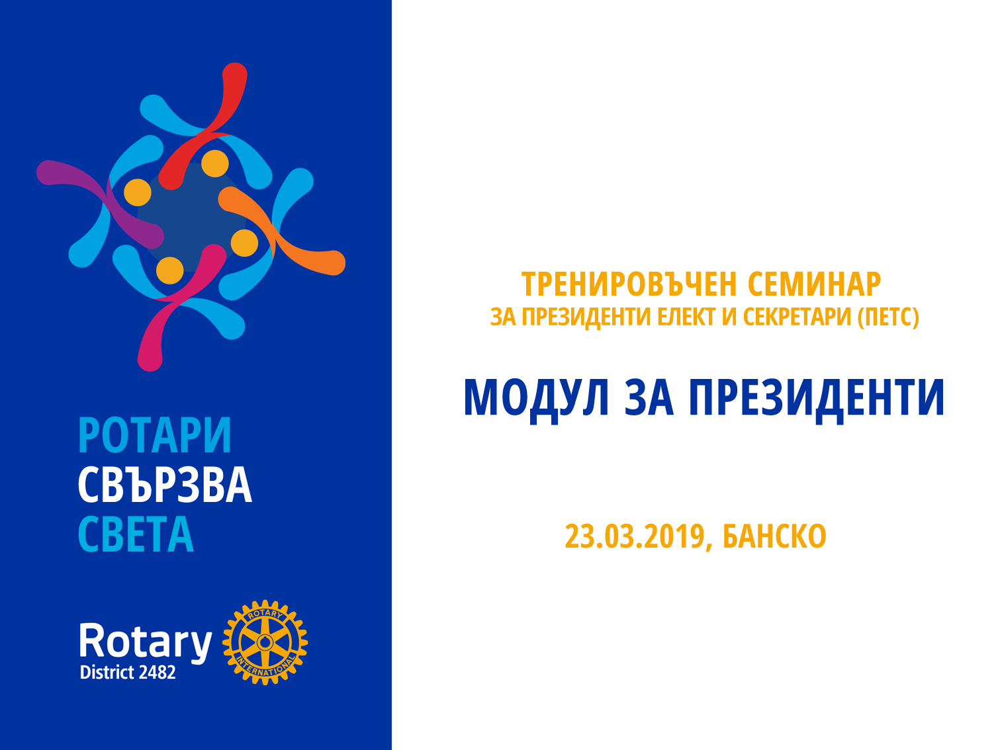 РОТАРИ
СВЪРЗВА
СВЕТА
Rotary
District 2482
ROTARY
INTERNATIONAL
ТРЕНИРОВЪЧЕН СЕМИНАР
ЗА ПРЕЗИДЕНТИ ЕЛЕКТ И СЕКРЕТАРИ (ПЕТС)
МОДУЛ ЗА ПРЕЗИДЕНТИ
23.03.2019, БАНСКО